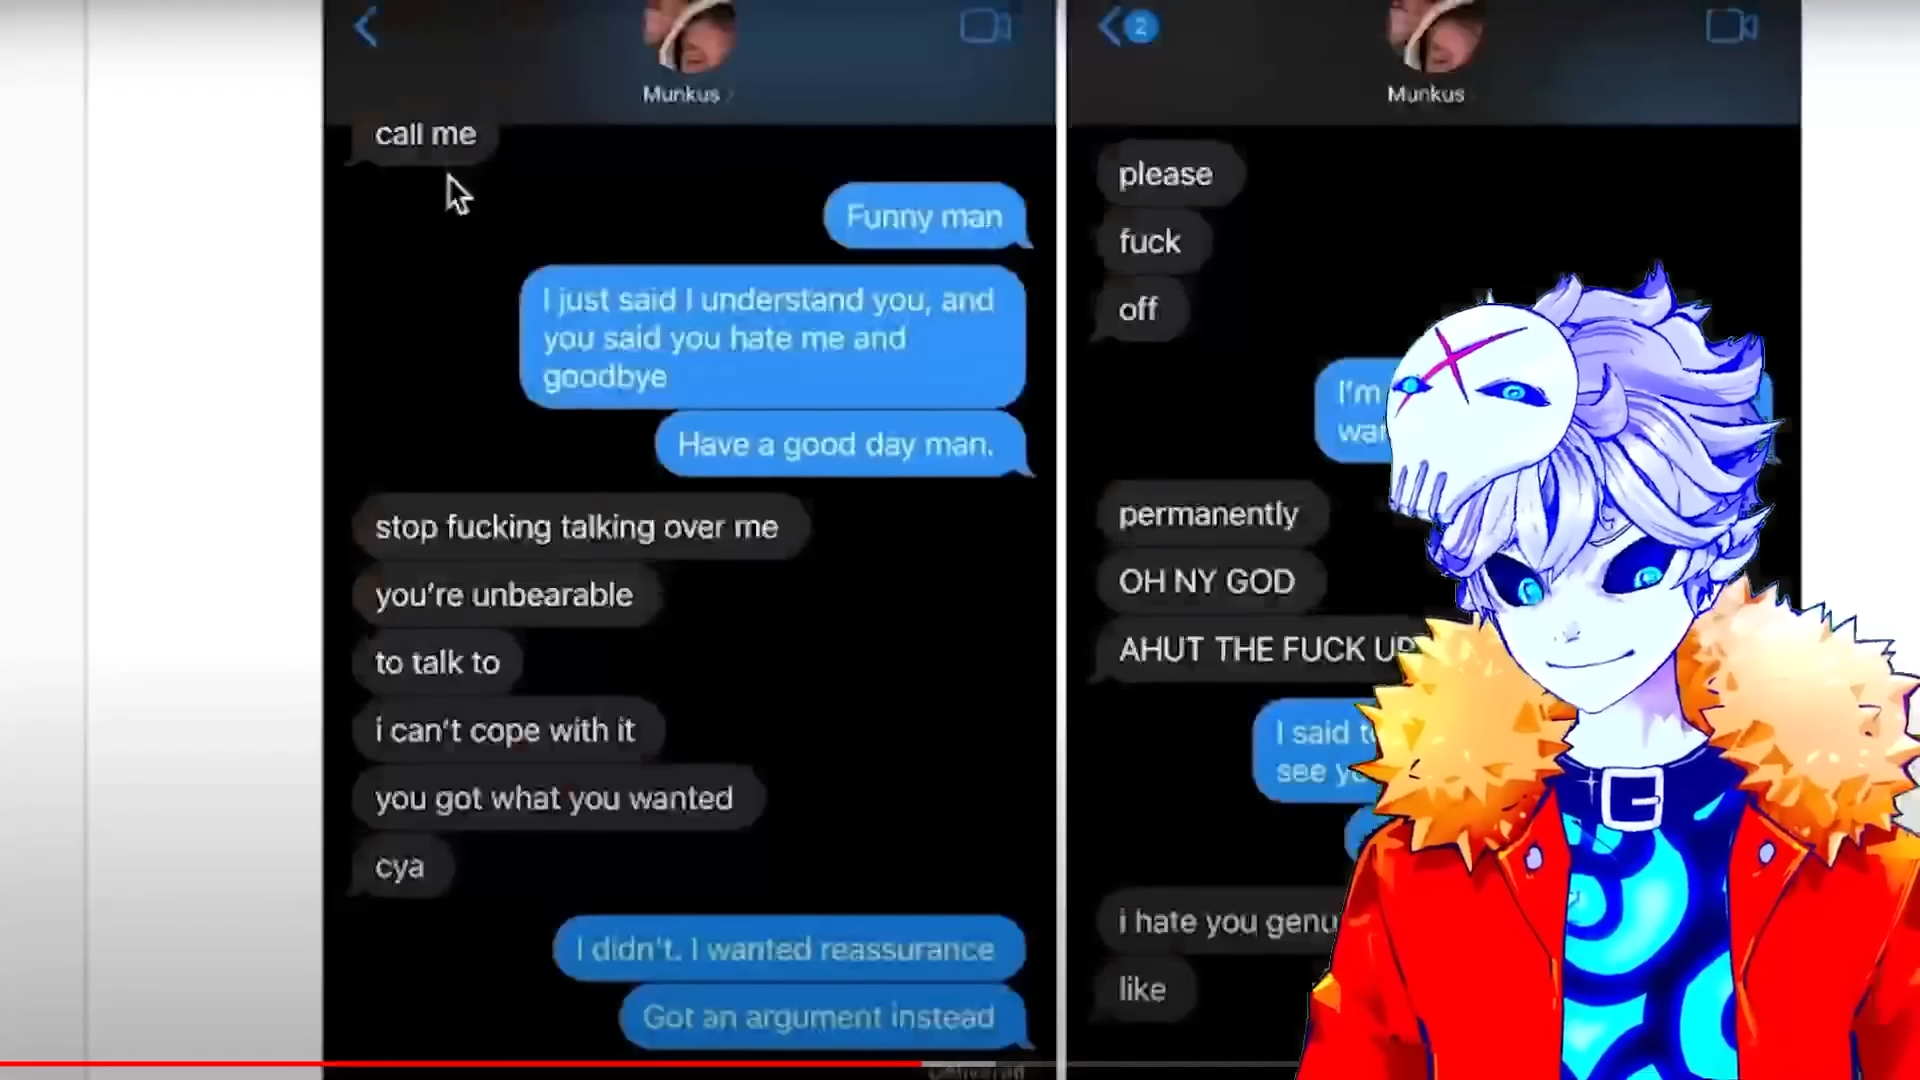 Munkus
call me
Funny man
I just said I understand you, and
you said you hate me and
goodbye
Have a good day man.
stop fucking talking over me
you're unbearable
to talk to
i can't cope with it
you got what you wanted
cya
I didn't. I wanted reassurance
Got an argument instead
2
Munkus
please
fuck
off
I'm
permanently
OH NY GOD
AHUT THE FUCK UP
I said
see
i hate you
like